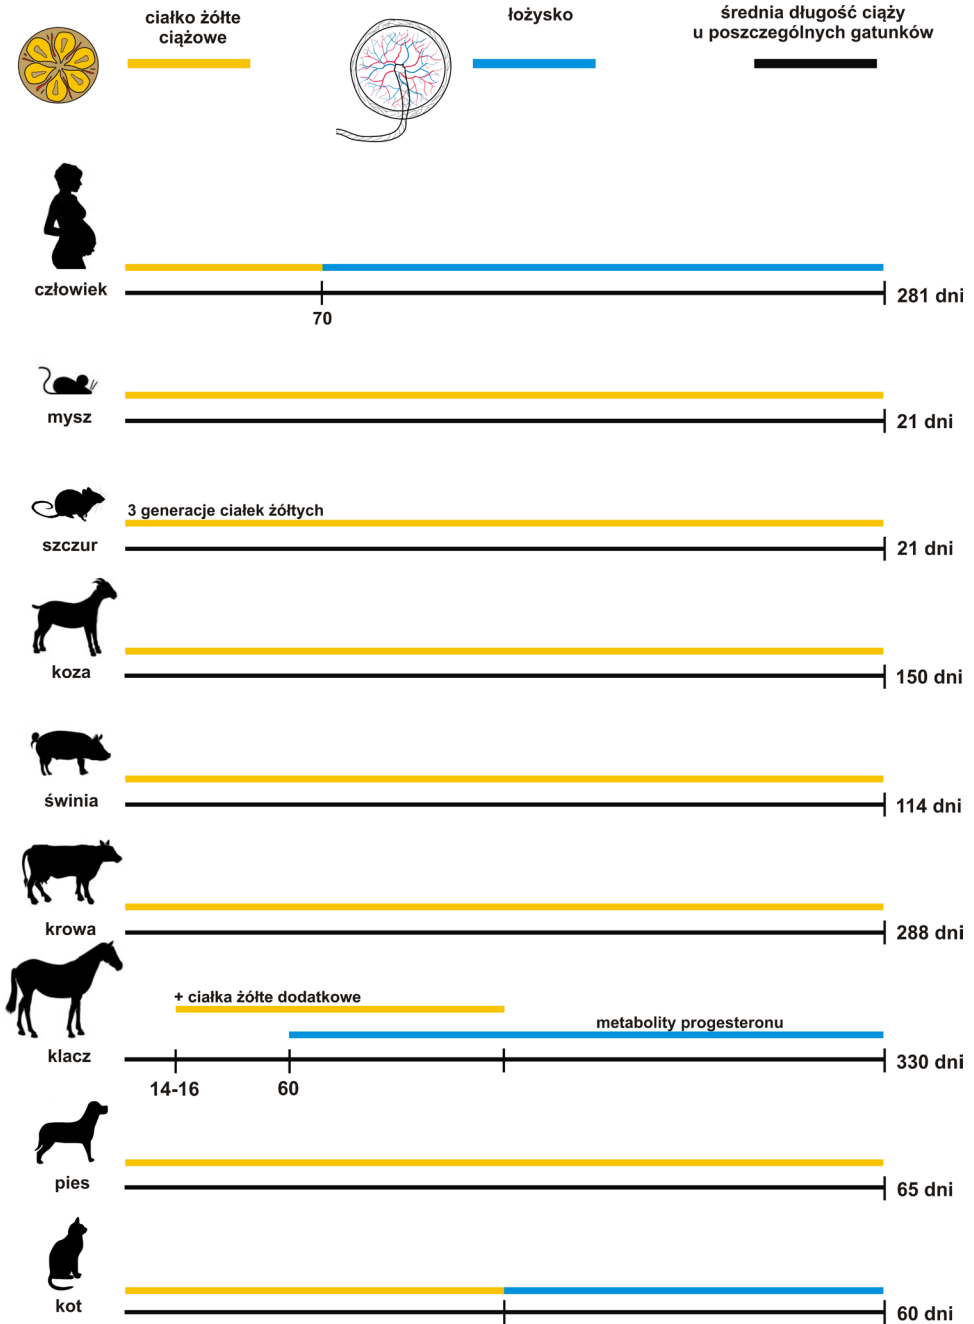 ciałko żółte
ciążowe
łożysko
średnia długość ciąży
u poszczególnych gatunków
człowiek
281 dni
70
mysz
21 dni
3 generacje ciałek żółtych
szczur
21 dni
koza
150 dni
świnia
114 dni
krowa
288 dni
+ ciałka żółte dodatkowe
metabolity progesteronu
klacz
330 dni
14-16
60
pies
65 dni
kot
60 dni